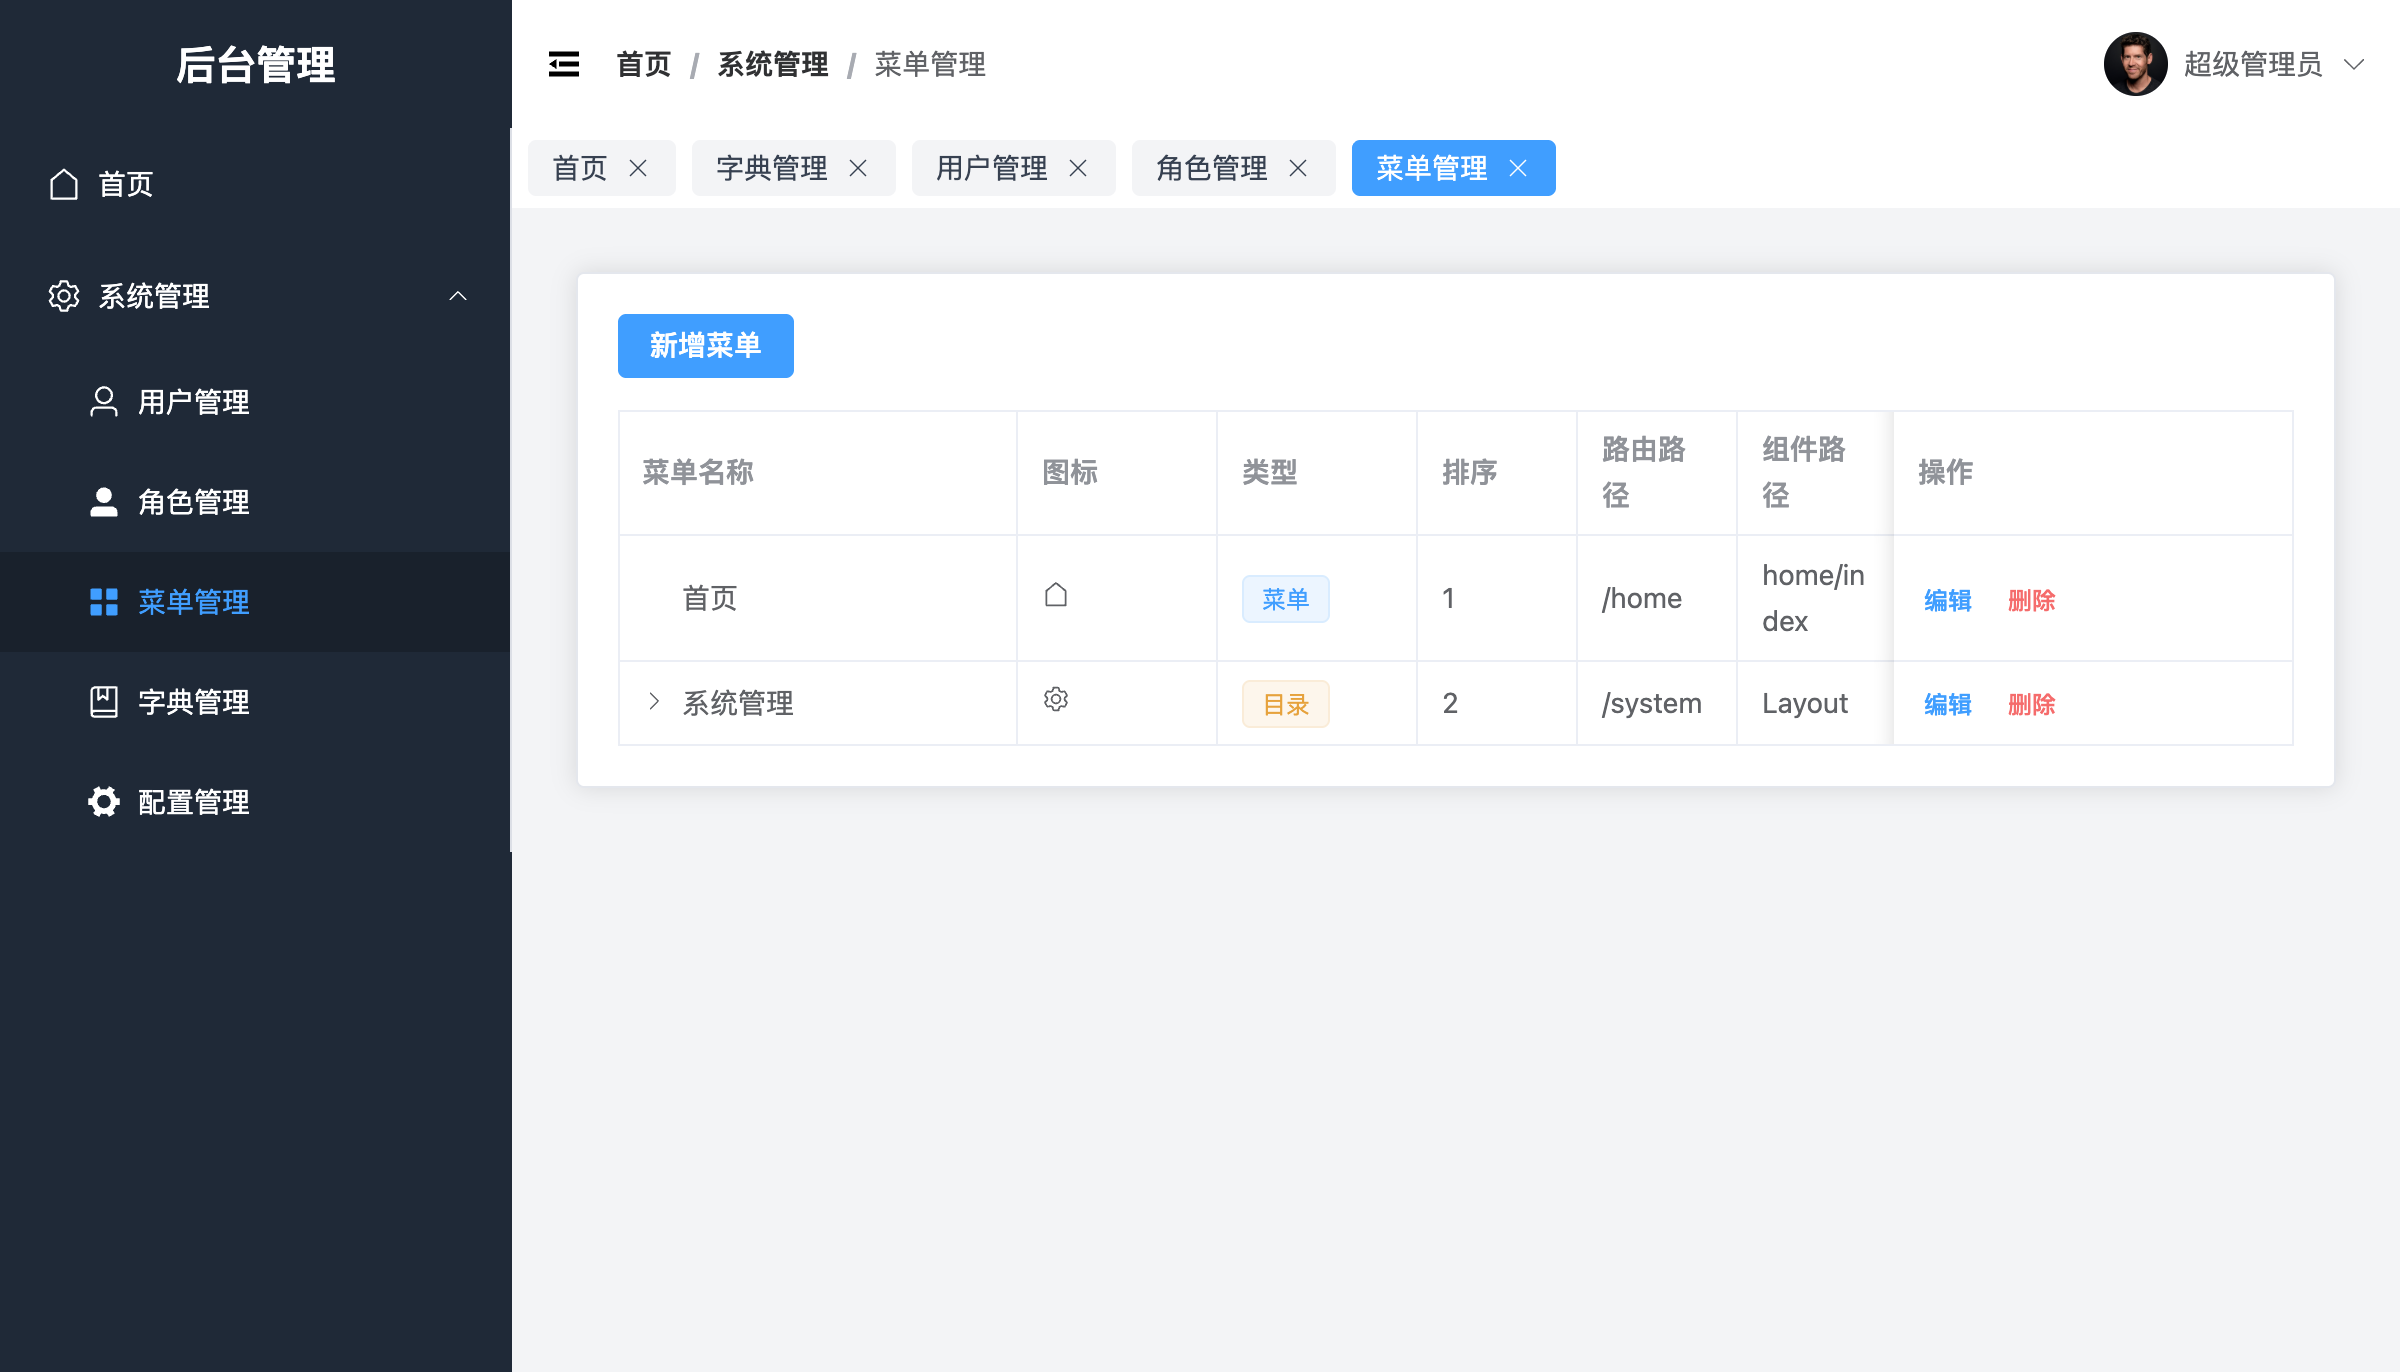 后台管理
首页
系统管理
用户管理
角色管理
菜单管理
字典管理
配置管理
首页 / 系统管理 / 菜单管理
超级管理员
首页
字典管理
用户管理
角色管理
菜单管理
新增菜单
菜单名称 图标 类型 排序 路由路径 组件路径 操作
首页 菜单 1 /home home/index 编辑 删除
系统管理 目录 2 /system Layout 编辑 删除